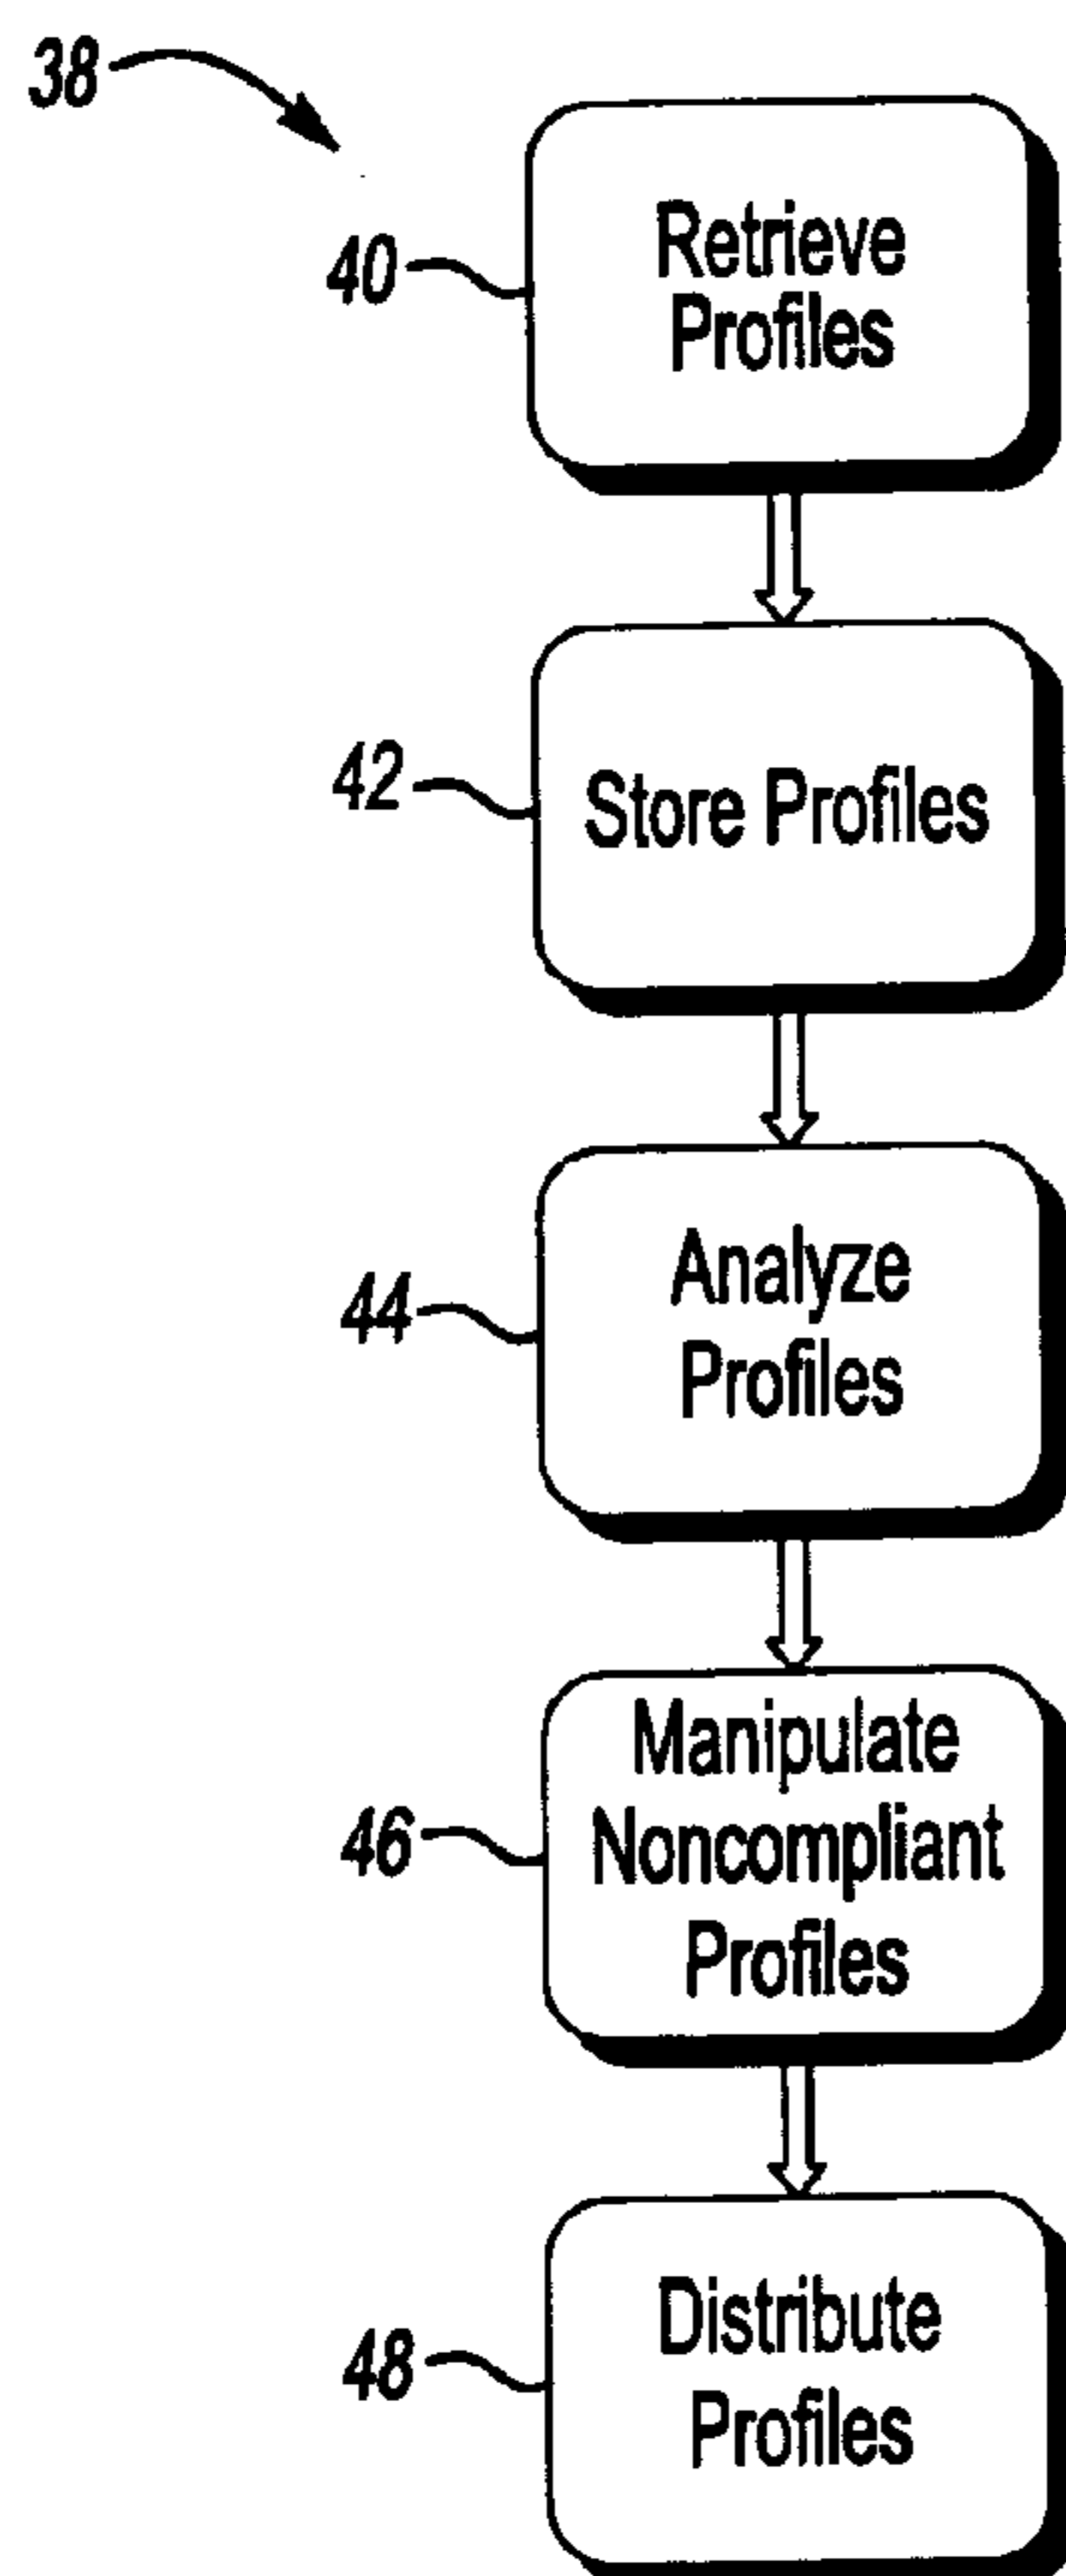 38
40
Retrieve
Profiles
42
Store Profiles
44
Analyze
Profiles
46
Manipulate
Noncompliant
Profiles
48
Distribute
Profiles